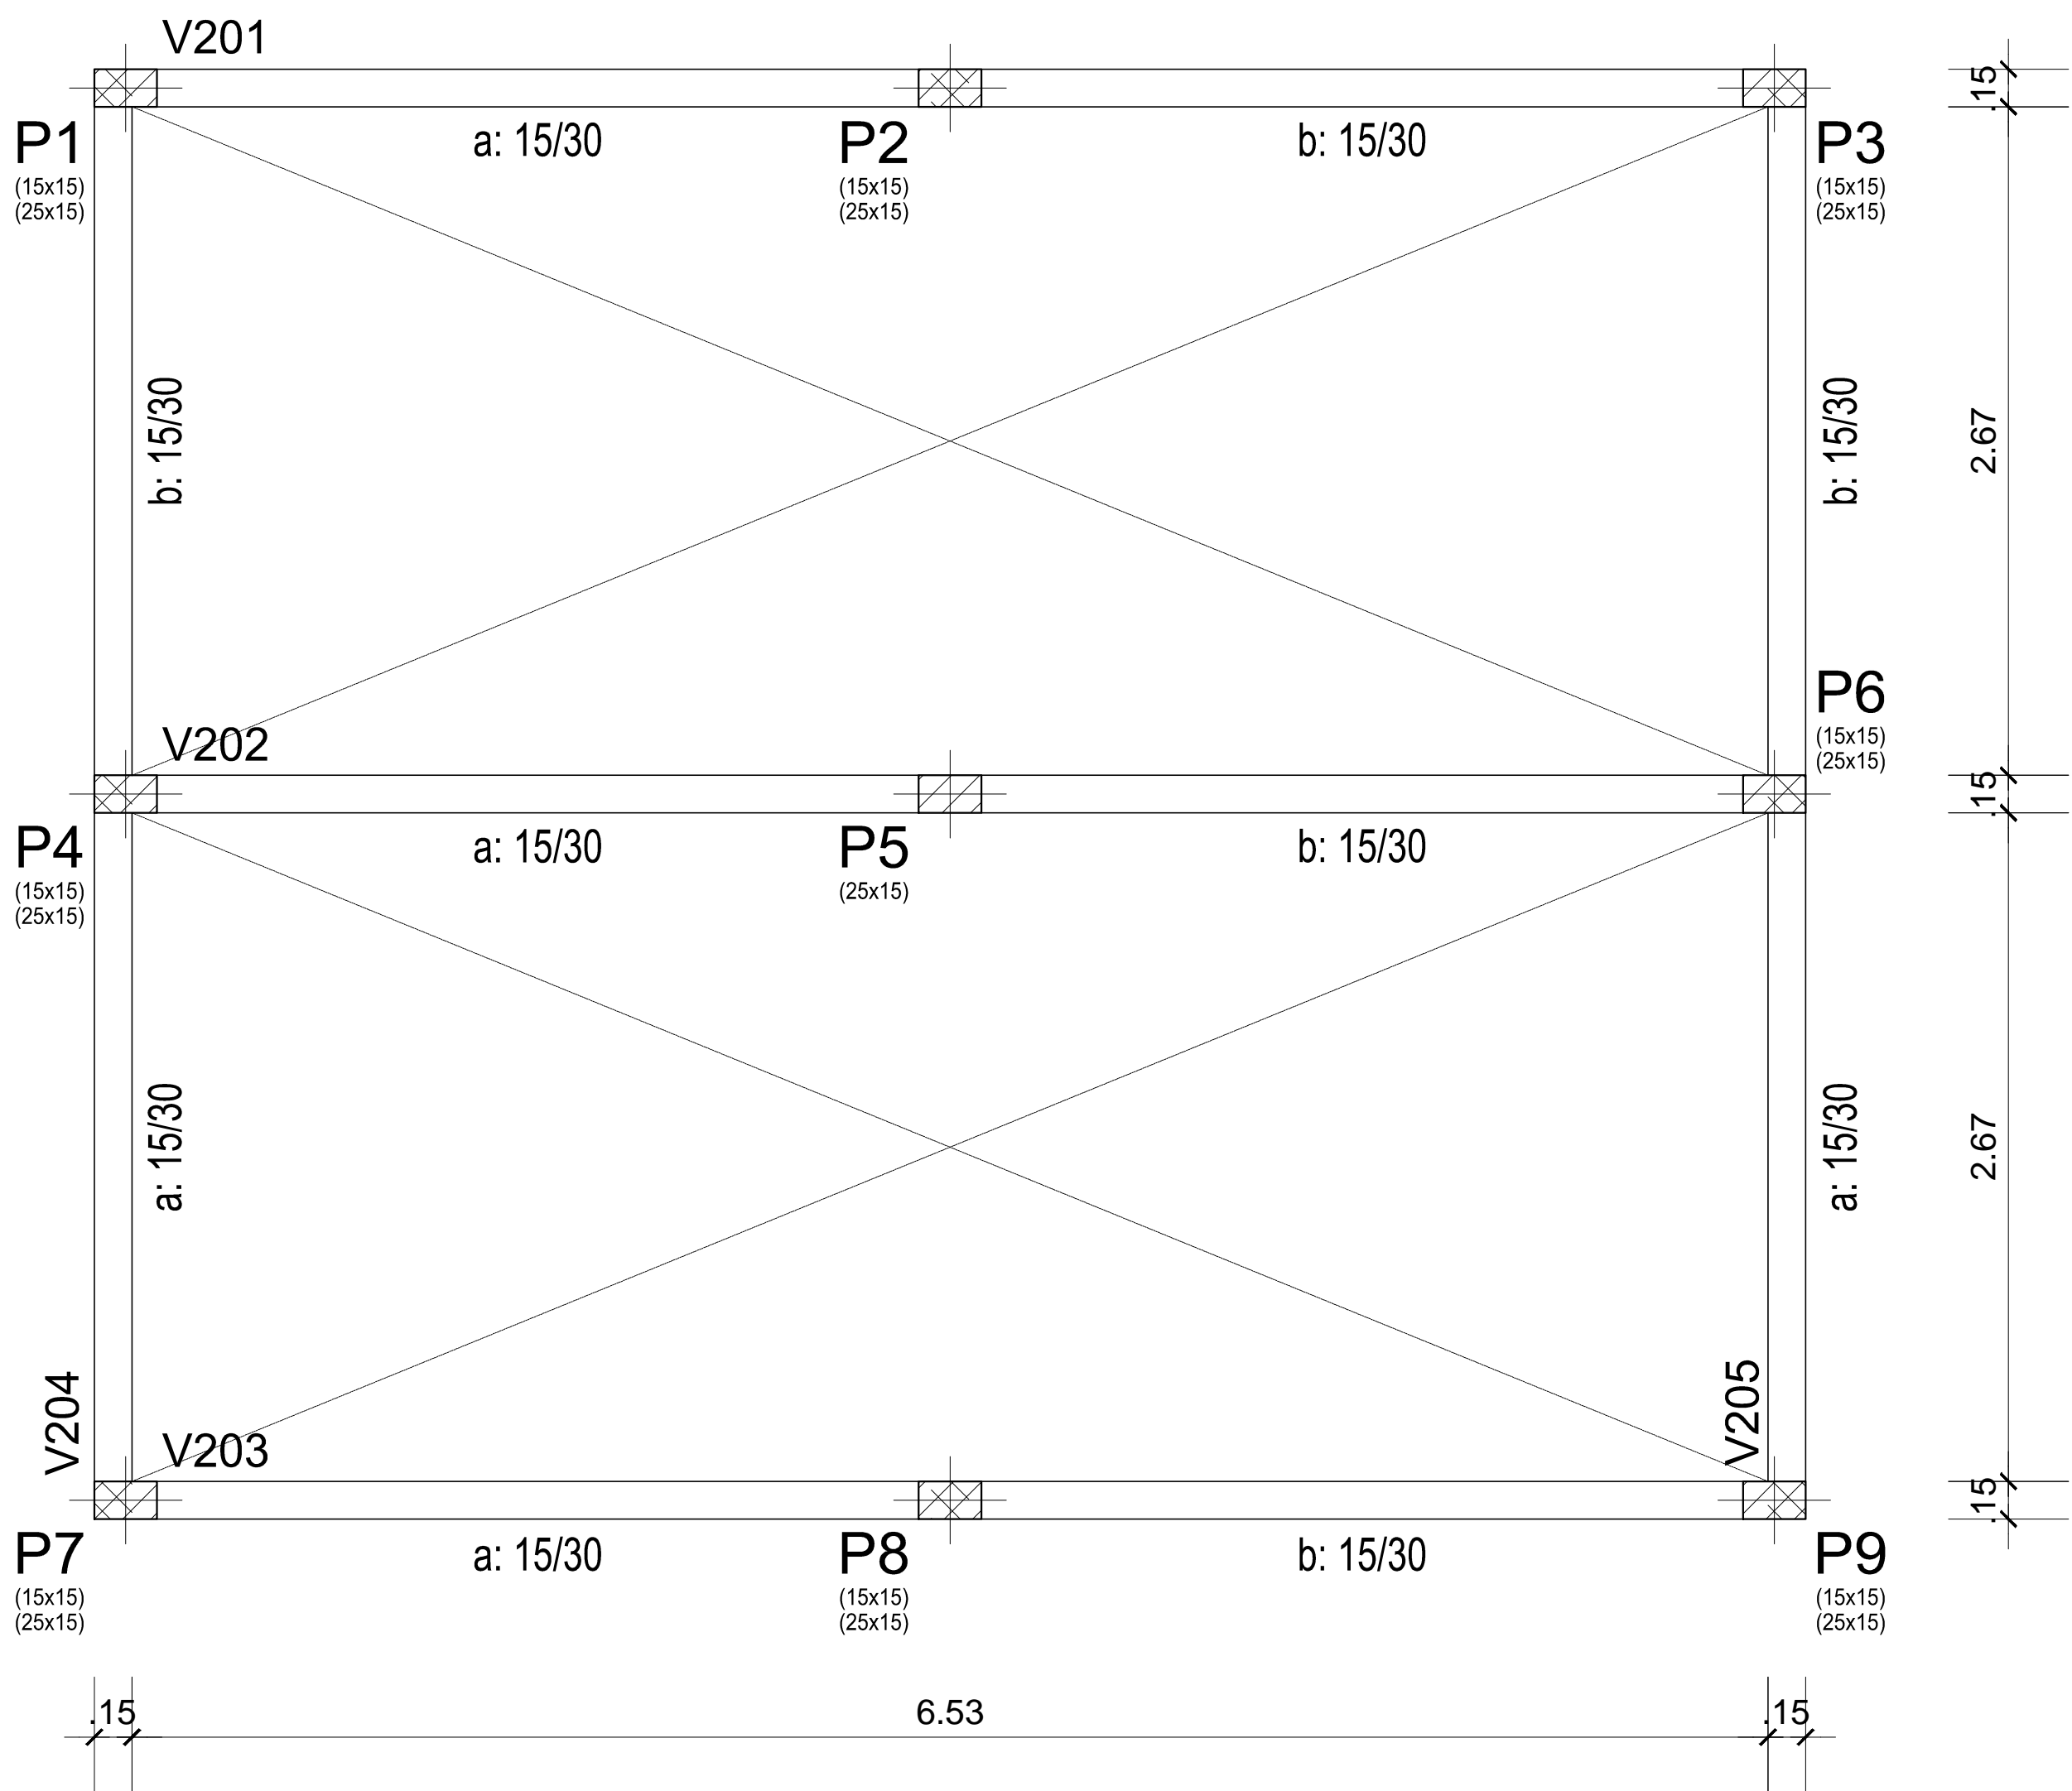 V201
.15
P1
(15x15)
(25x15)
a: 15/30
P2
(15x15)
(25x15)
b: 15/30
P3
(15x15)
(25x15)
b: 15/30
b: 15/30
2.67
P6
(15x15)
(25x15)
V202
.15
P4
(15x15)
(25x15)
a: 15/30
P5
(25x15)
b: 15/30
a: 15/30
a: 15/30
2.67
V204
V205
V203
.15
P7
(15x15)
(25x15)
a: 15/30
P8
(15x15)
(25x15)
b: 15/30
P9
(15x15)
(25x15)
.15
6.53
.15